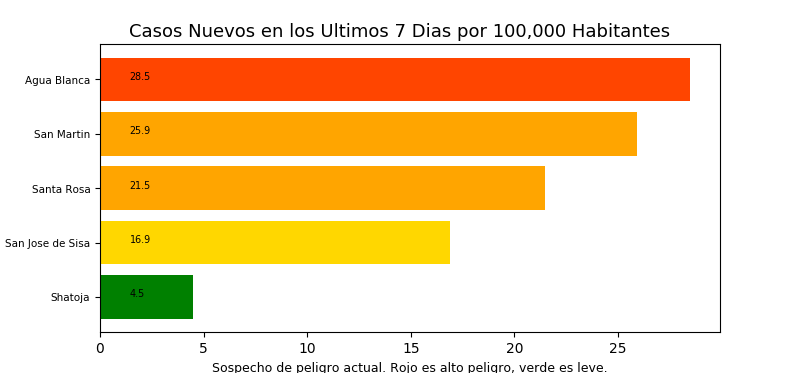 Casos Nuevos en los Ultimos 7 Dias por 100,000 Habitantes
Agua Blanca 28.5
San Martin 25.9
Santa Rosa 21.5
San Jose de Sisa 16.9
Shatoja 4.5
0 5 10 15 20 25
Sospecho de peligro actual. Rojo es alto peligro, verde es leve.